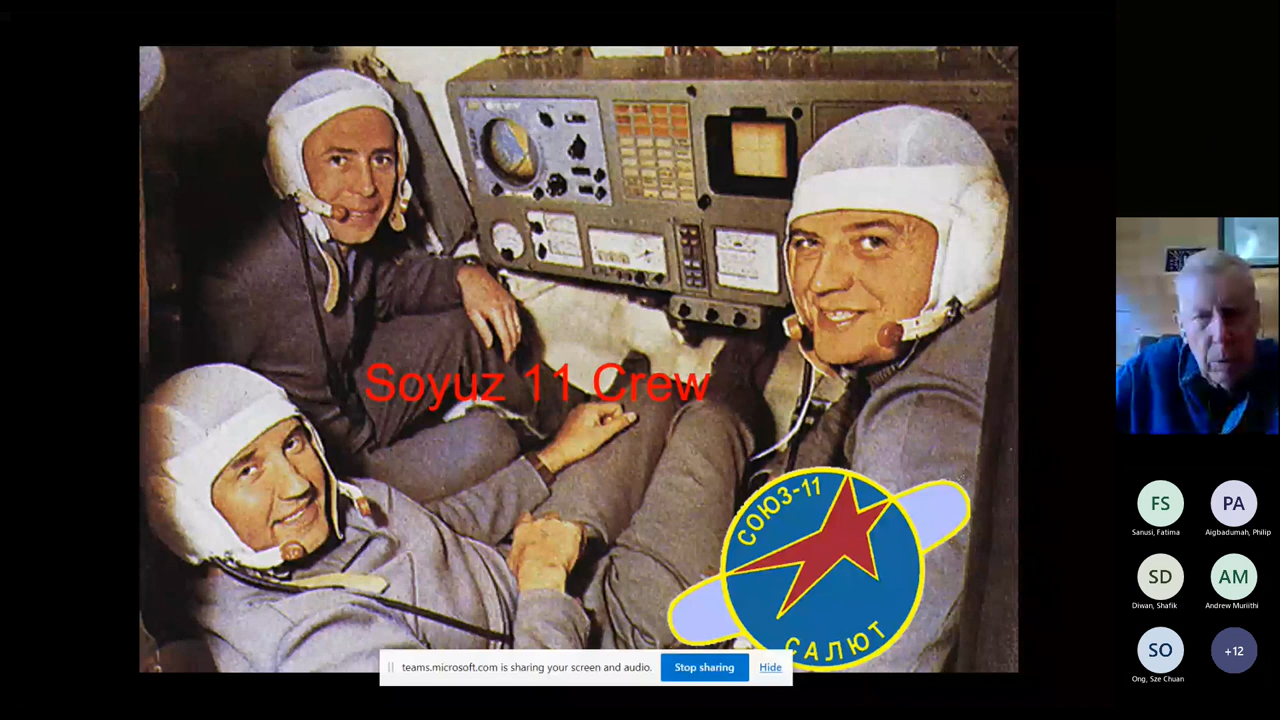 Soyuz 11 Crew
СОЮЗ-11
САЛЮТ
teams.microsoft.com is sharing your screen and audio.
Stop sharing
Hide
FS
Sanusi, Fatima
PA
Aigbadumah, Philip
SD
Diwan, Shafik
AM
Andrew Muriithi
SO
Ong, Sze Chuan
+12